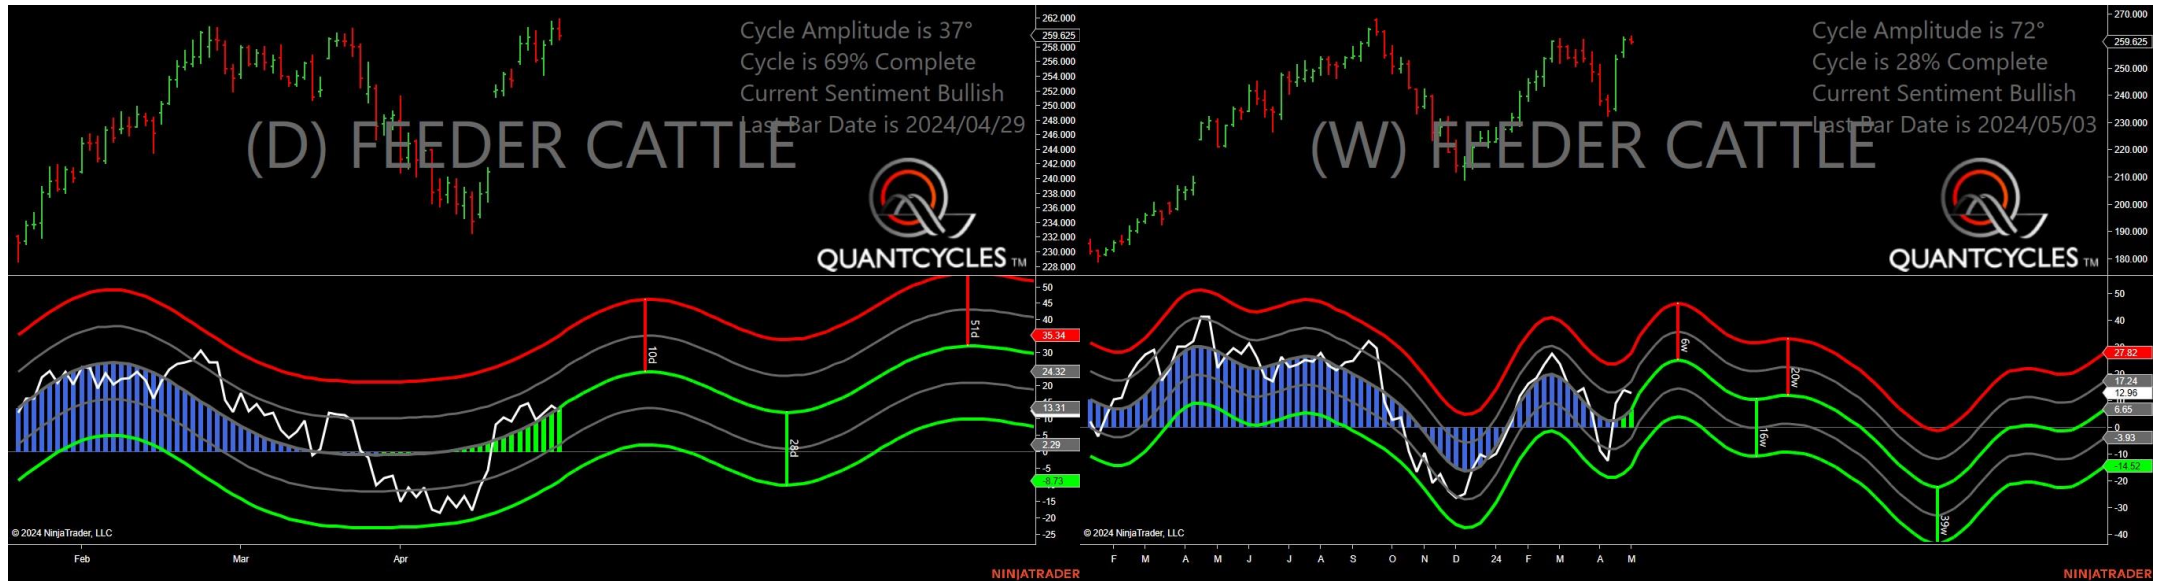 Cycle Amplitude is 37°
Cycle is 69% Complete
Current Sentiment Bullish
Last Bar Date is 2024/04/29
(D) FEEDER CATTLE
QUANTCYCLES TM
262.000
259.625
258.000
256.000
254.000
252.000
250.000
248.000
246.000
244.000
242.000
240.000
238.000
236.000
234.000
232.000
230.000
228.000
50
45
40
35.34
30
24.32
20
13.31
5
2.29
0
-5
-8.73
-15
-20
-25
10d
28d
51d
© 2024 NinjaTrader, LLC
Feb
Mar
Apr
NINJATRADER
Cycle Amplitude is 72°
Cycle is 28% Complete
Current Sentiment Bullish
Last Bar Date is 2024/05/03
(W) FEEDER CATTLE
QUANTCYCLES TM
270.000
259.625
250.000
240.000
230.000
220.000
210.000
200.000
190.000
180.000
50
40
30
27.82
17.24
12.96
6.65
0
-3.93
-10
-14.52
-20
-30
-40
6w
20w
16w
39w
© 2024 NinjaTrader, LLC
F M A M J J A S O N D 24 F M A M
NINJATRADER